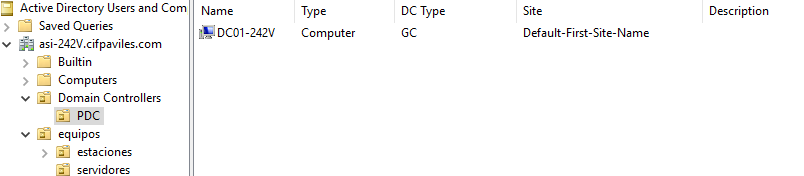 Active Directory Users and Com
Saved Queries
asi-242V.cifpaviles.com
Builtin
Computers
Domain Controllers
PDC
equipos
estaciones
servidores
Name Type DC Type Site Description
DC01-242V Computer GC Default-First-Site-Name